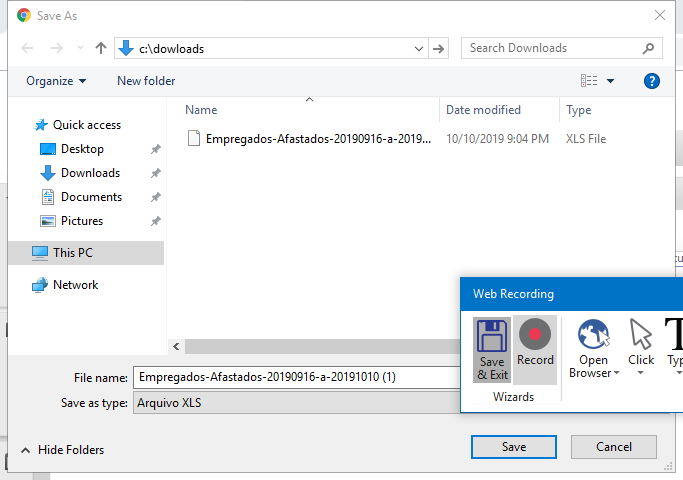 Save As
c:\dowloads
Search Downloads
Organize
New folder
?
Name
Date modified
Type
Quick access
Desktop
Downloads
Documents
Pictures
This PC
Network
Empregados-Afastados-20190916-a-2019...
10/10/2019 9:04 PM
XLS File
Web Recording
Save
& Exit
Record
Open
Browser
Click
Wizards
File name:
Empregados-Afastados-20190916-a-20191010 (1)
Save as type:
Arquivo XLS
Hide Folders
Save
Cancel